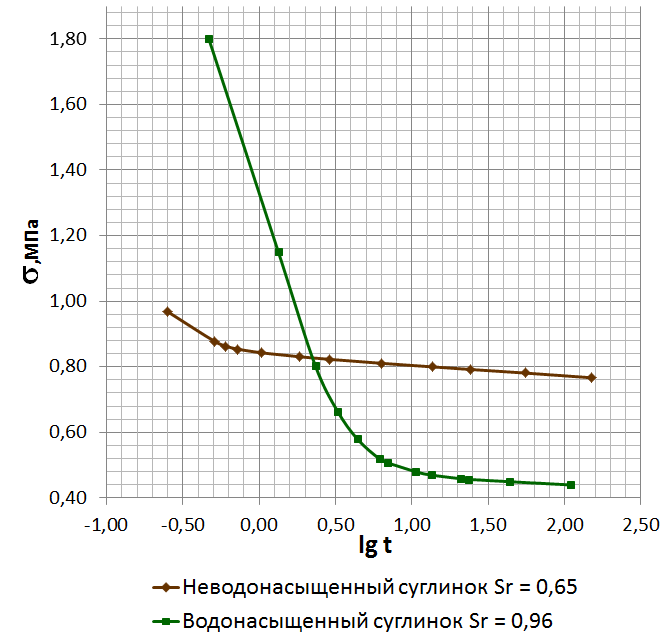 1,80
1,60
1,40
1,20
1,00
0,80
0,60
0,40
σ,МПа
-1,00 -0,50 0,00 0,50 1,00 1,50 2,00 2,50
lg t
Неводонасыщенный суглинок Sr = 0,65
Водонасыщенный суглинок Sr = 0,96